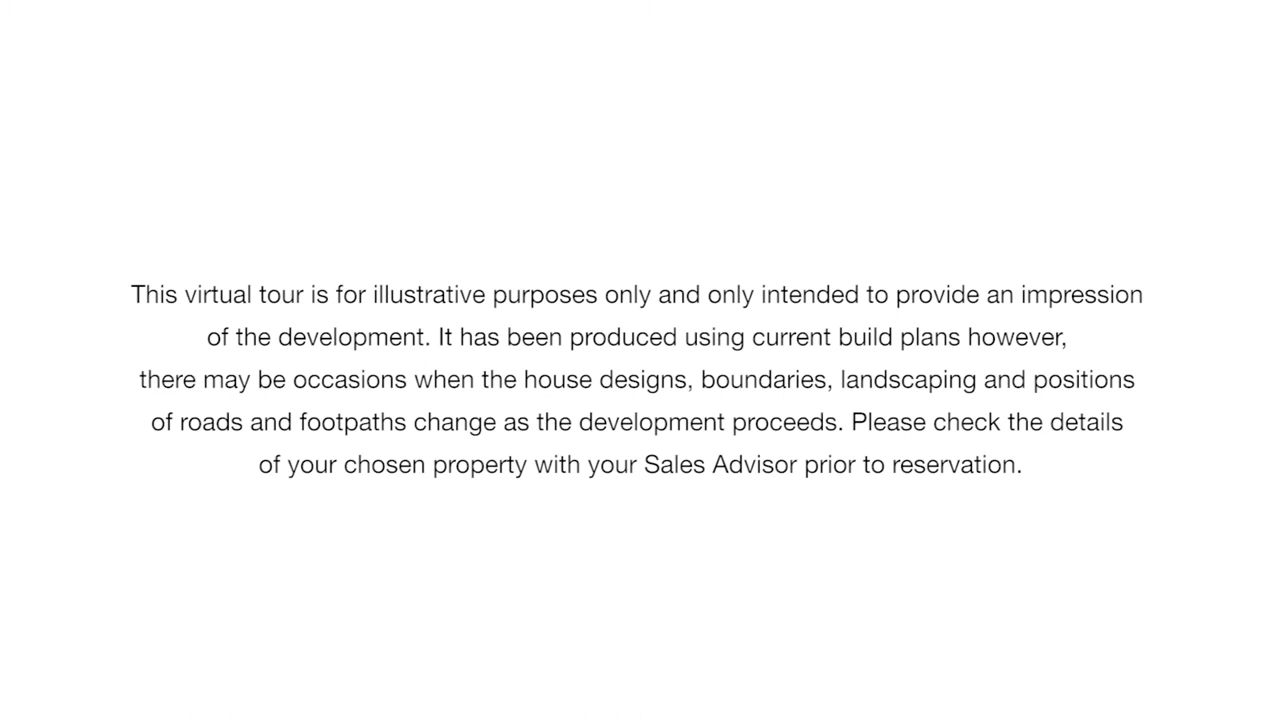 This virtual tour is for illustrative purposes only and only intended to provide an impression
of the development. It has been produced using current build plans however,
there may be occasions when the house designs, boundaries, landscaping and positions
of roads and footpaths change as the development proceeds. Please check the details
of your chosen property with your Sales Advisor prior to reservation.